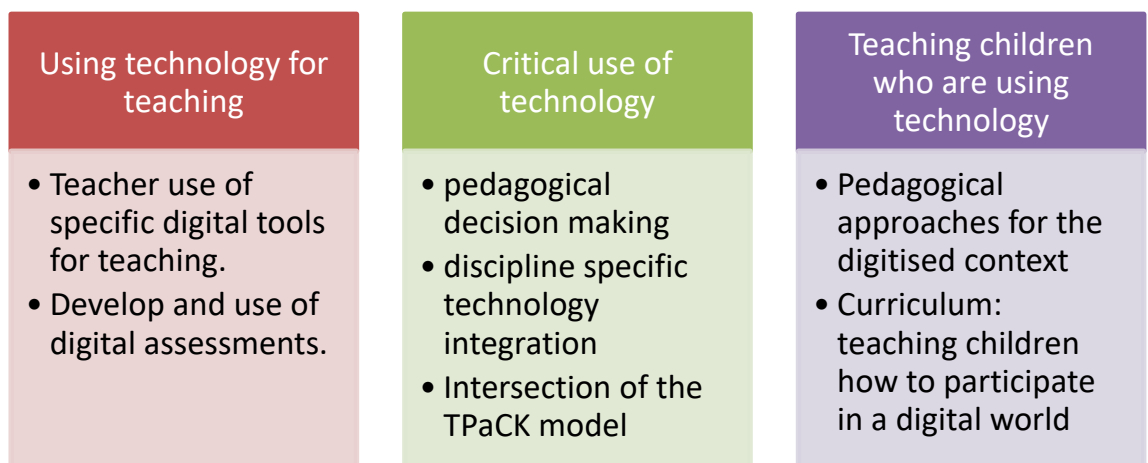 Using technology for
teaching
• Teacher use of
specific digital tools
for teaching.
• Develop and use of
digital assessments.
Critical use of
technology
• pedagogical
decision making
• discipline specific
technology
integration
• Intersection of the
TPaCK model
Teaching children
who are using
technology
• Pedagogical
approaches for the
digitised context
• Curriculum:
teaching children
how to participate
in a digital world